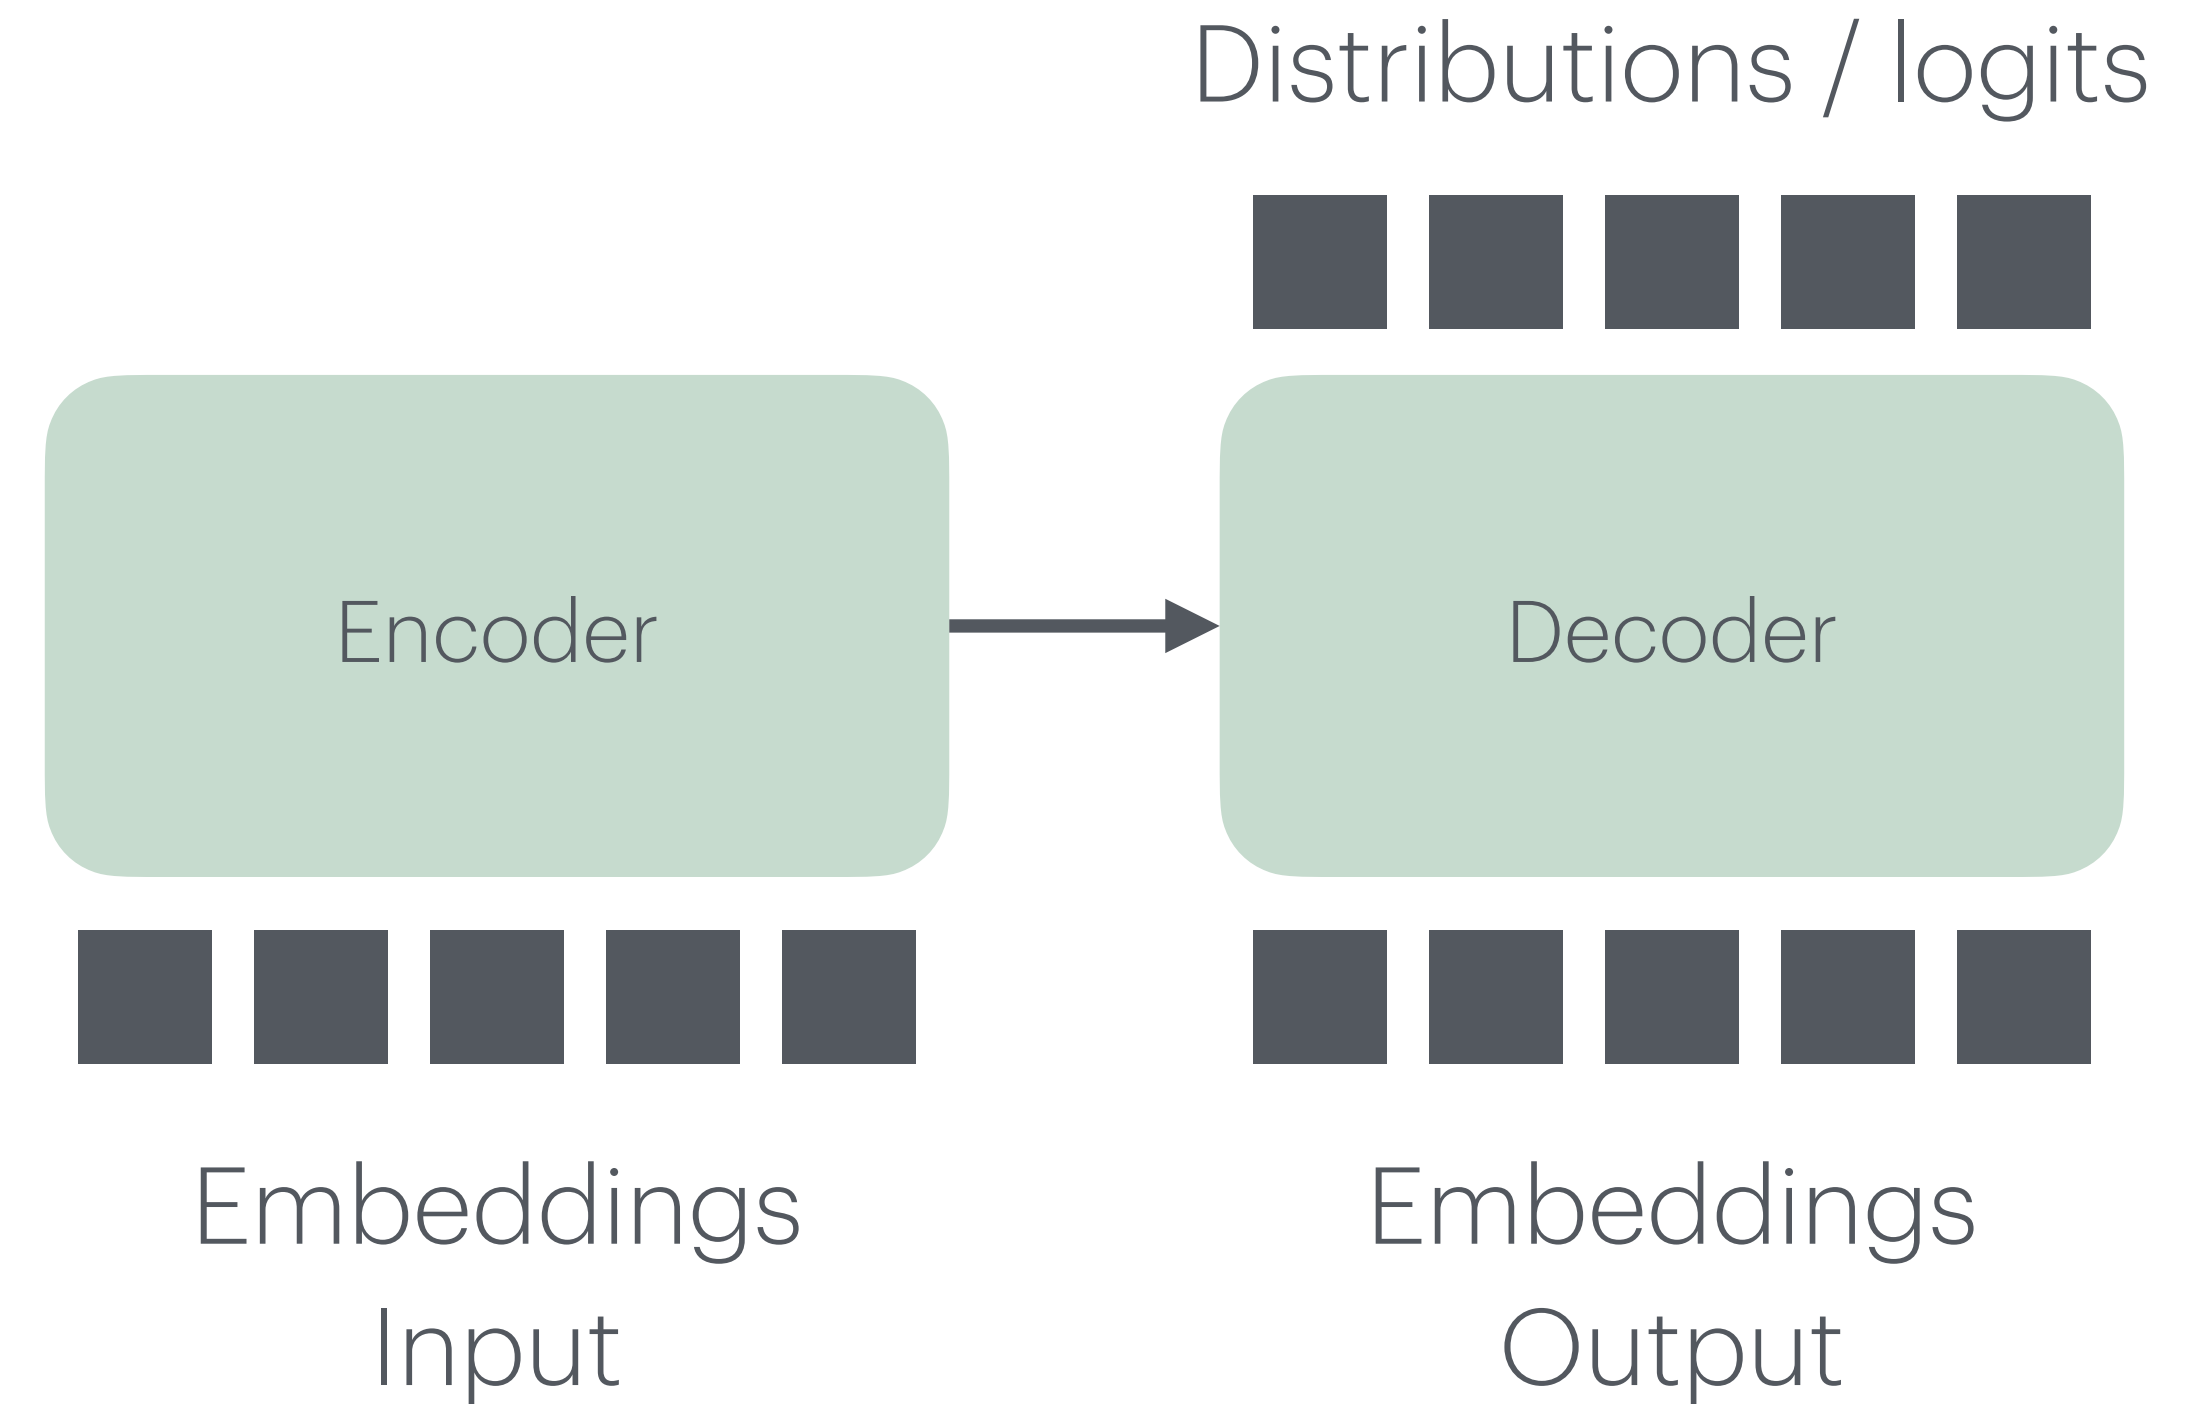 Distributions / logits
Encoder
Decoder
Embeddings
Input
Embeddings
Output